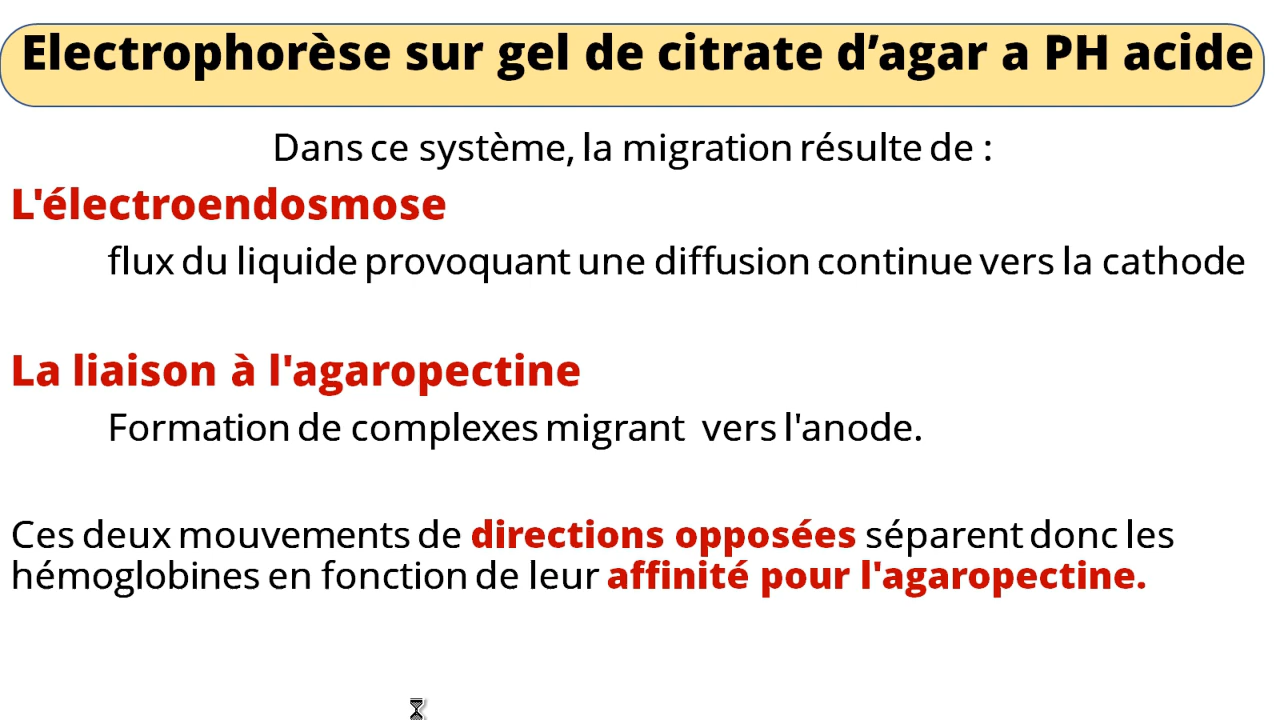 Electrophorèse sur gel de citrate d’agar a PH acide
Dans ce système, la migration résulte de :
L'électroendosmose
flux du liquide provoquant une diffusion continue vers la cathode
La liaison à l'agaropectine
Formation de complexes migrant vers l'anode.
Ces deux mouvements de directions opposées séparent donc les
hémoglobines en fonction de leur affinité pour l'agaropectine.